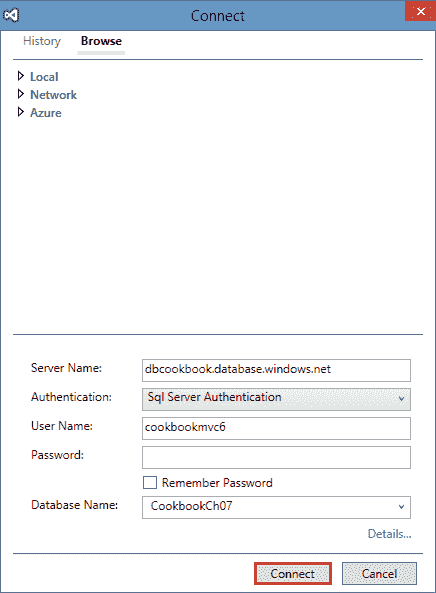 Connect
History Browse
Local
Network
Azure
Server Name: dbcookbook.database.windows.net
Authentication: Sql Server Authentication
User Name: cookbookmvc6
Password:
Remember Password
Database Name: CookbookCh07
Details...
Connect Cancel